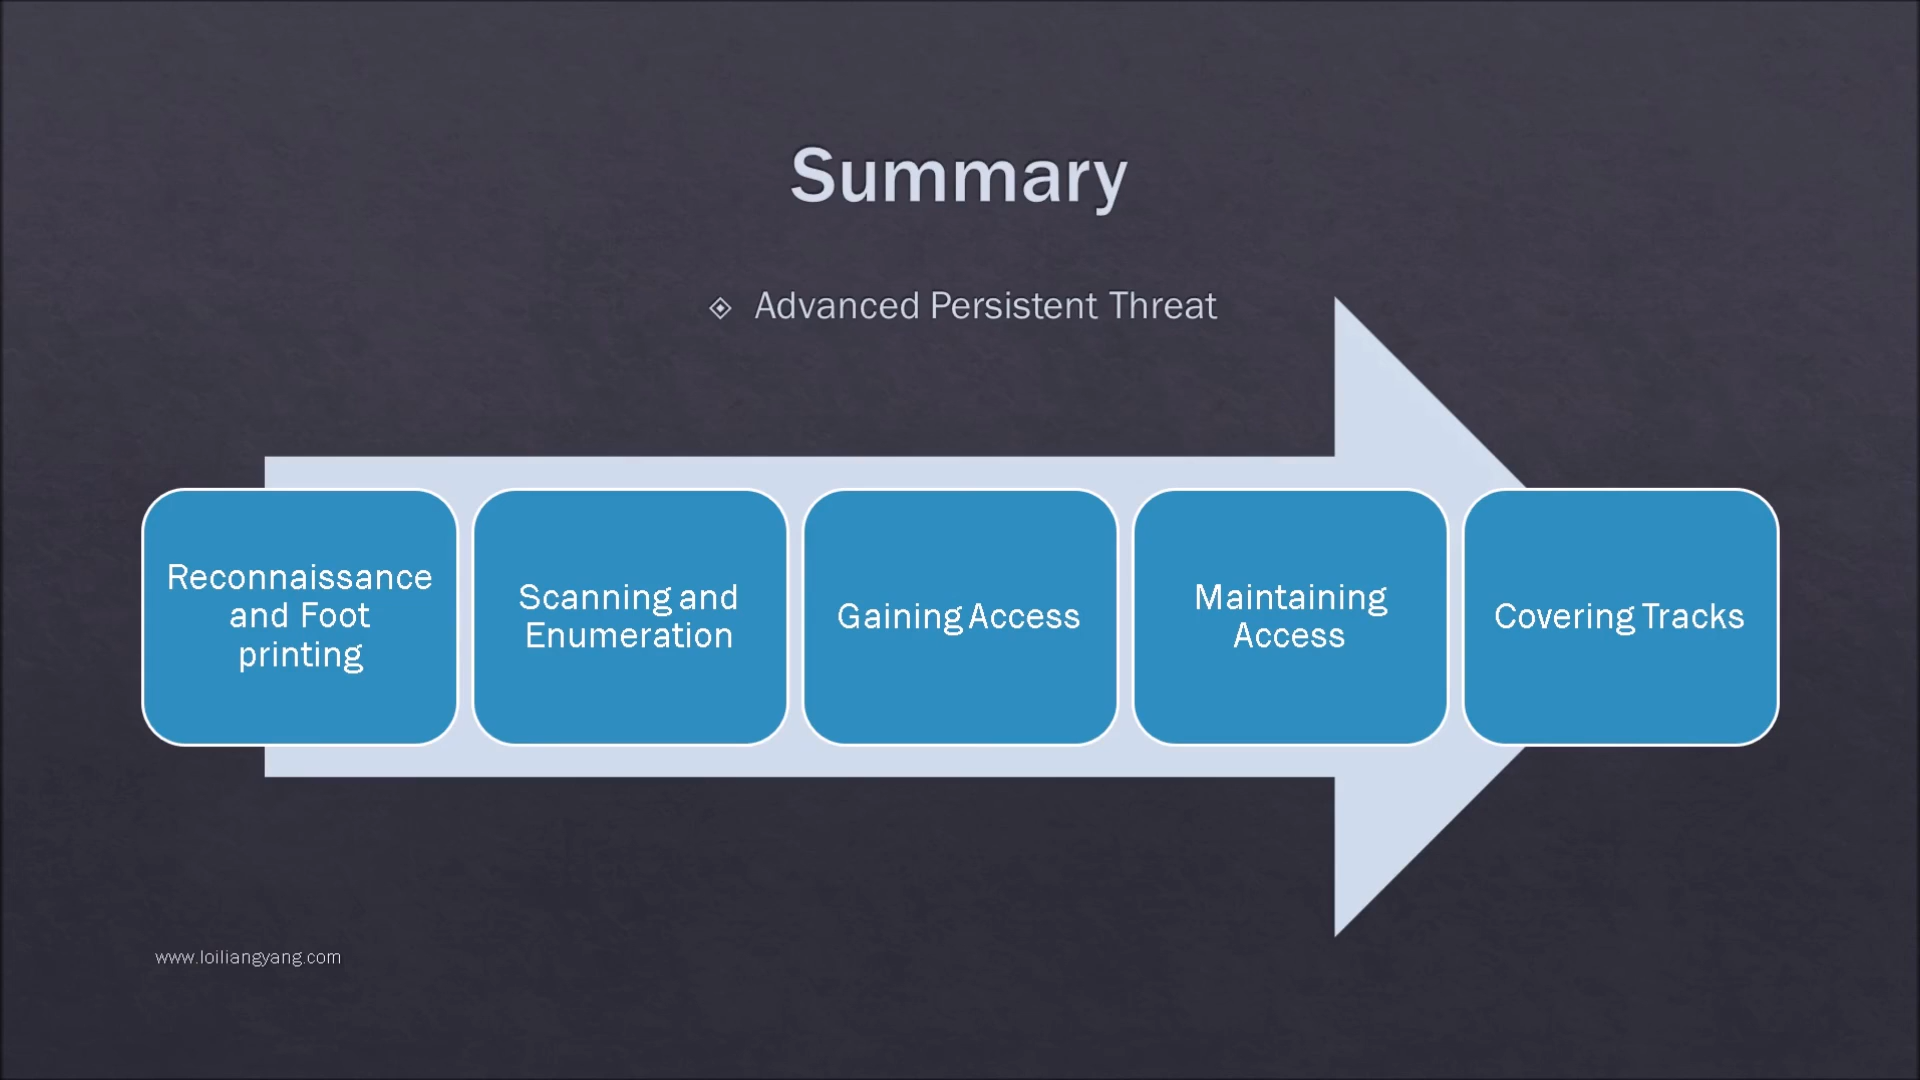 Summary
Advanced Persistent Threat
Reconnaissance
and Foot
printing
Scanning and
Enumeration
Gaining Access
Maintaining
Access
Covering Tracks
www.loiliangyang.com